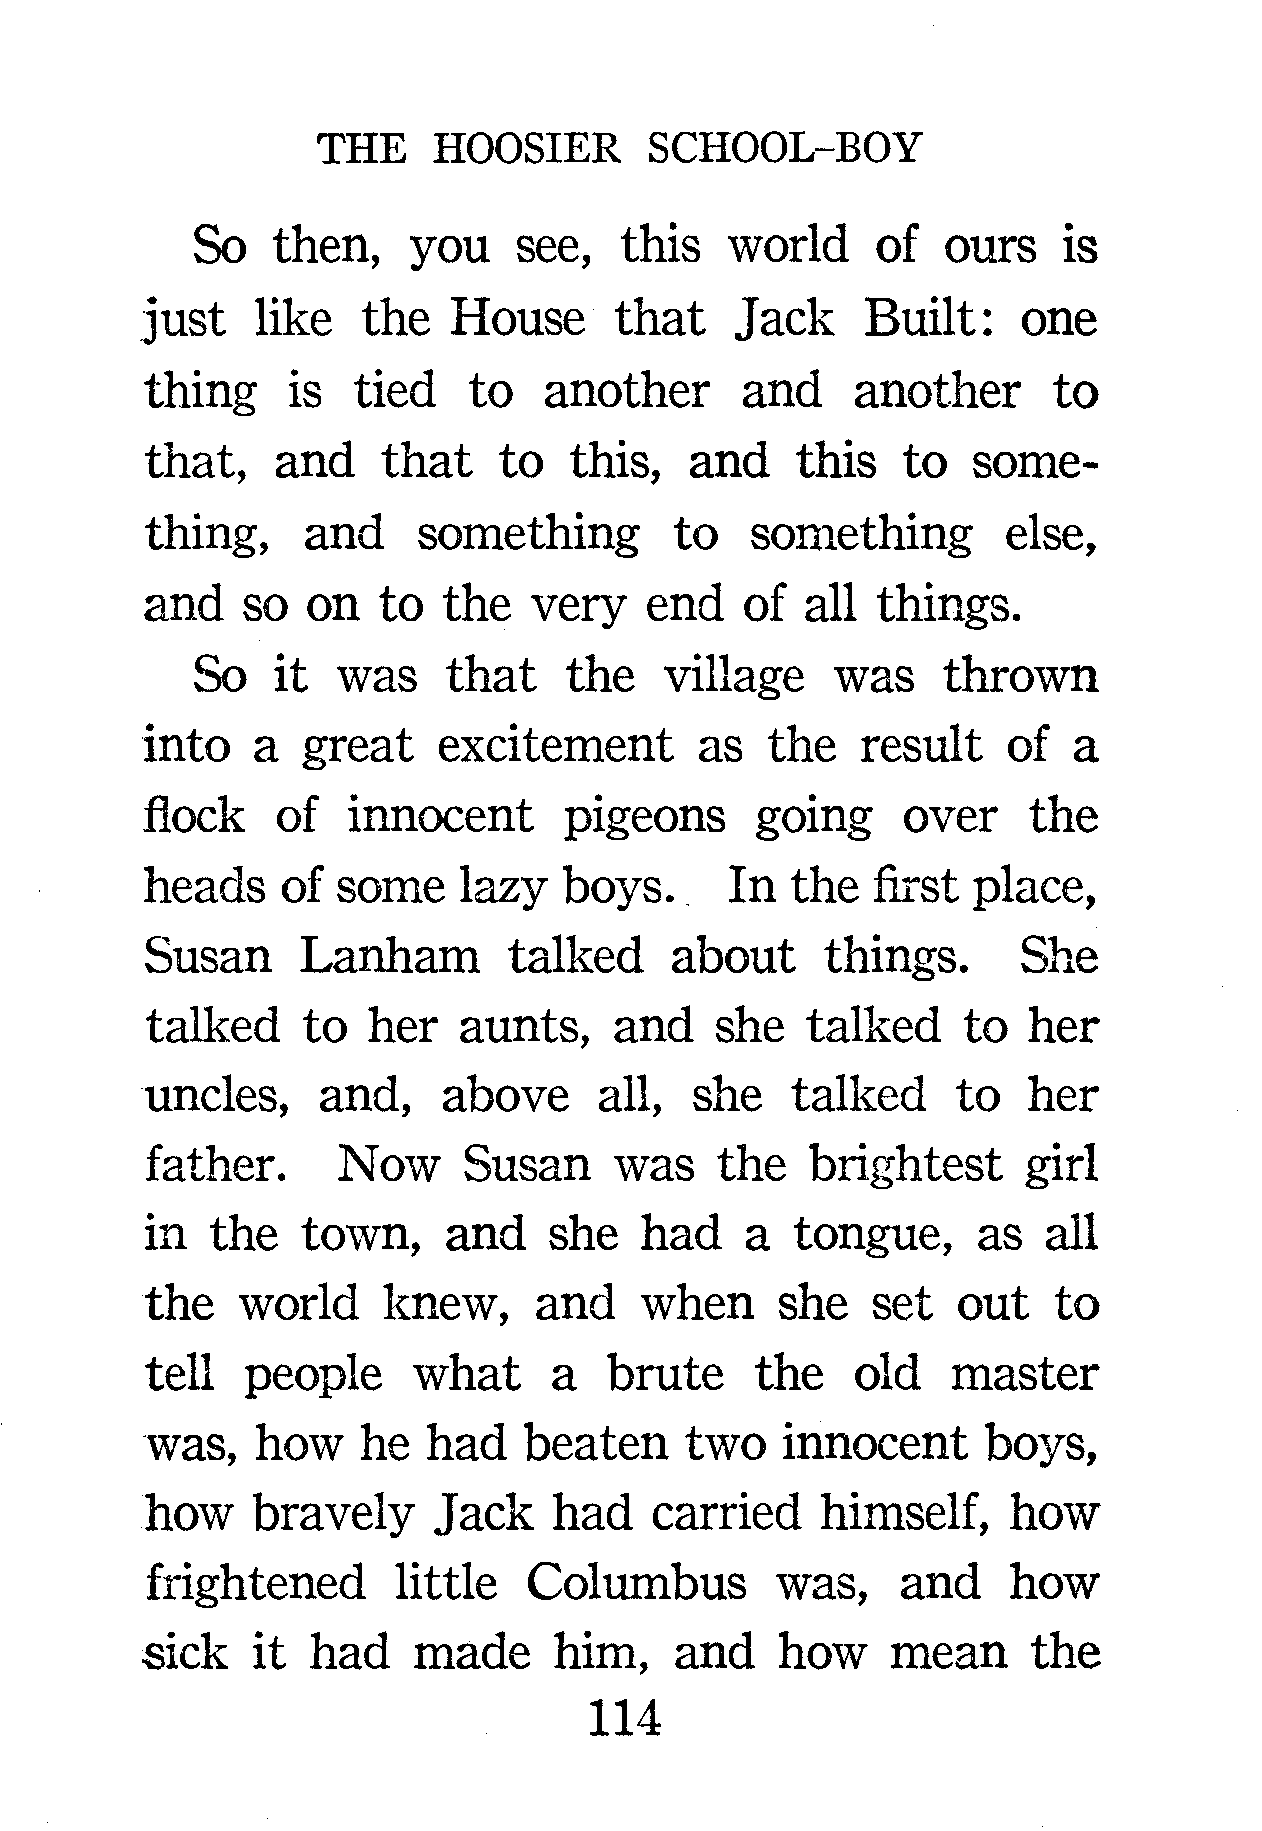 THE HOOSIER SCHOOL-BOY
So then, you see, this world of ours is
just like the House that Jack Built: one
thing is tied to another and another to
that, and that to this, and this to some-
thing, and something to something else,
and so on to the very end of all things.
So it was that the village was thrown
into a great excitement as the result of a
flock of innocent pigeons going over the
heads of some lazy boys. In the first place,
Susan Lanham talked about things. She
talked to her aunts, and she talked to her
uncles, and, above all, she talked to her
father. Now Susan was the brightest girl
in the town, and she had a tongue, as all
the world knew, and when she set out to
tell people what a brute the old master
was, how he had beaten two innocent boys,
how bravely Jack had carried himself, how
frightened little Columbus was, and how
sick it had made him, and how mean the
114